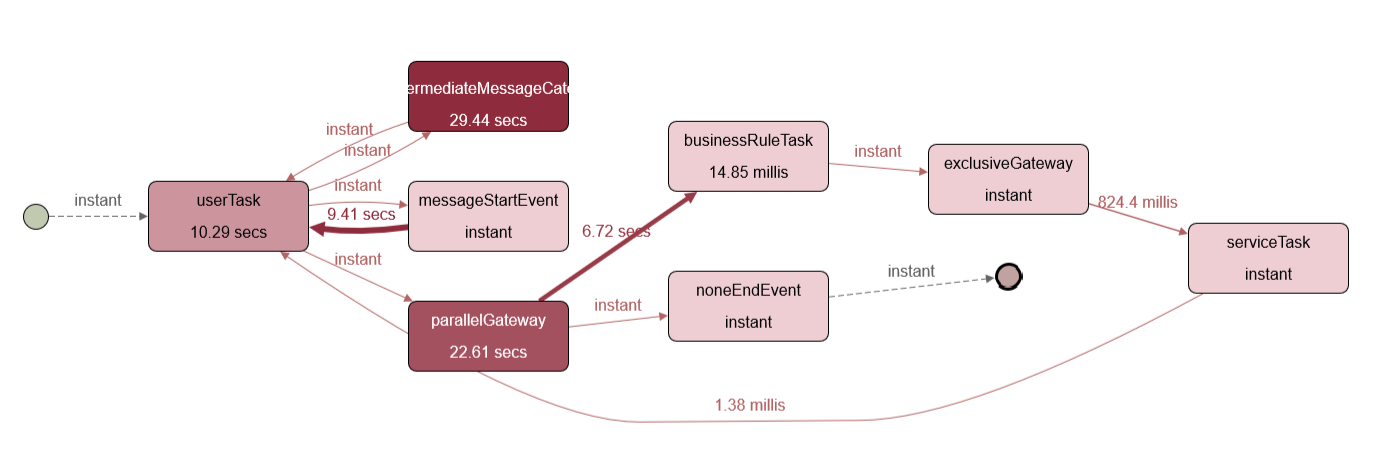 ermediateMessageCatc
29.44 secs
instant
instant
instant
userTask
10.29 secs
instant
9.41 secs
messageStartEvent
instant
instant
parallelGateway
22.61 secs
6.72 secs
businessRuleTask
14.85 millis
instant
exclusiveGateway
instant
824.4 millis
serviceTask
instant
instant
noneEndEvent
instant
instant
1.38 millis